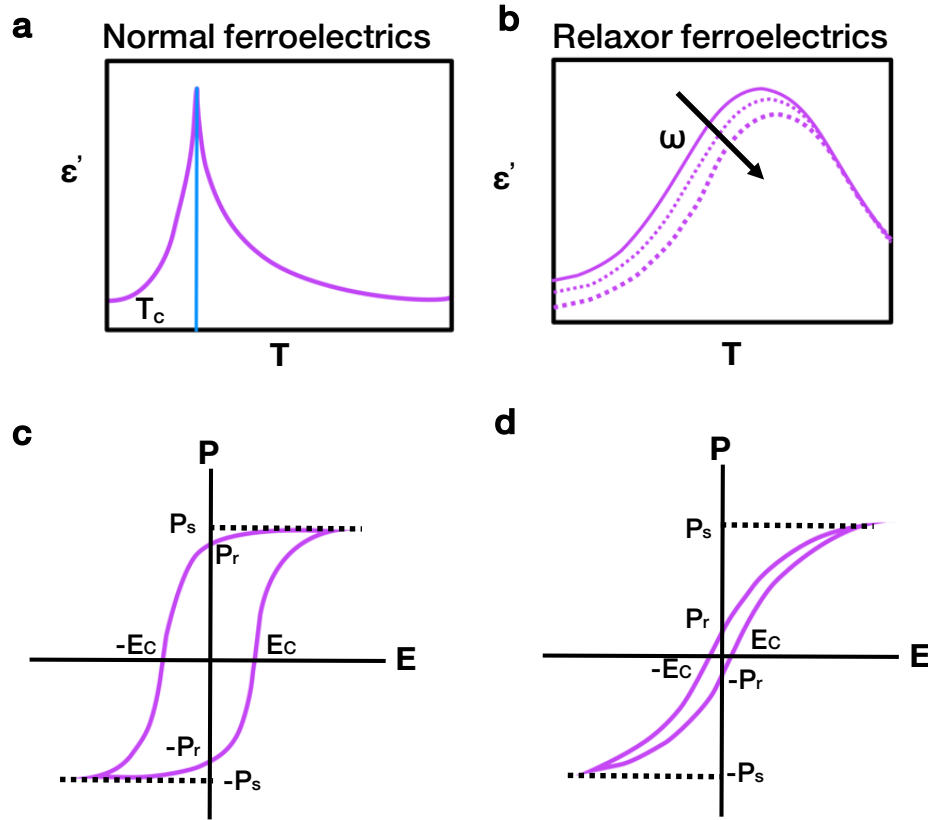 a
Normal ferroelectrics
ε’
T
Tc
b
Relaxor ferroelectrics
ε’
ω
T
c
P
Ps
Pr
-Ec
Ec
E
-Pr
-Ps
d
P
Ps
Pr
Ec
-Ec
E
-Pr
-Ps